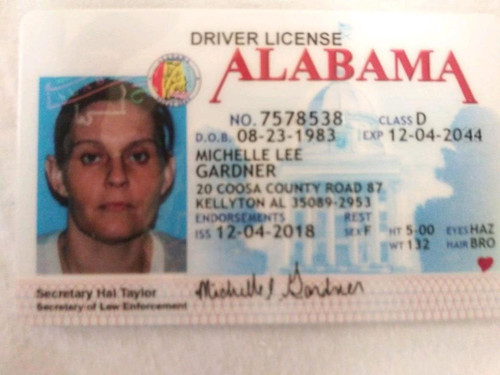 DRIVER LICENSE
ALABAMA
NO. 7578538 CLASS D
D.O.B. 08-23-1983 EXP 12-04-2044
MICHELLE LEE
GARDNER
20 COOSA COUNTY ROAD 87
KELLYTON AL 35089-2953
ENDORSEMENTS REST
ISS 12-04-2018 SEX F HT 5-00 EYES HAZ
WT 132 HAIR BRO
Michelle L Gardner
Secretary Hal Taylor
Secretary of Law Enforcement